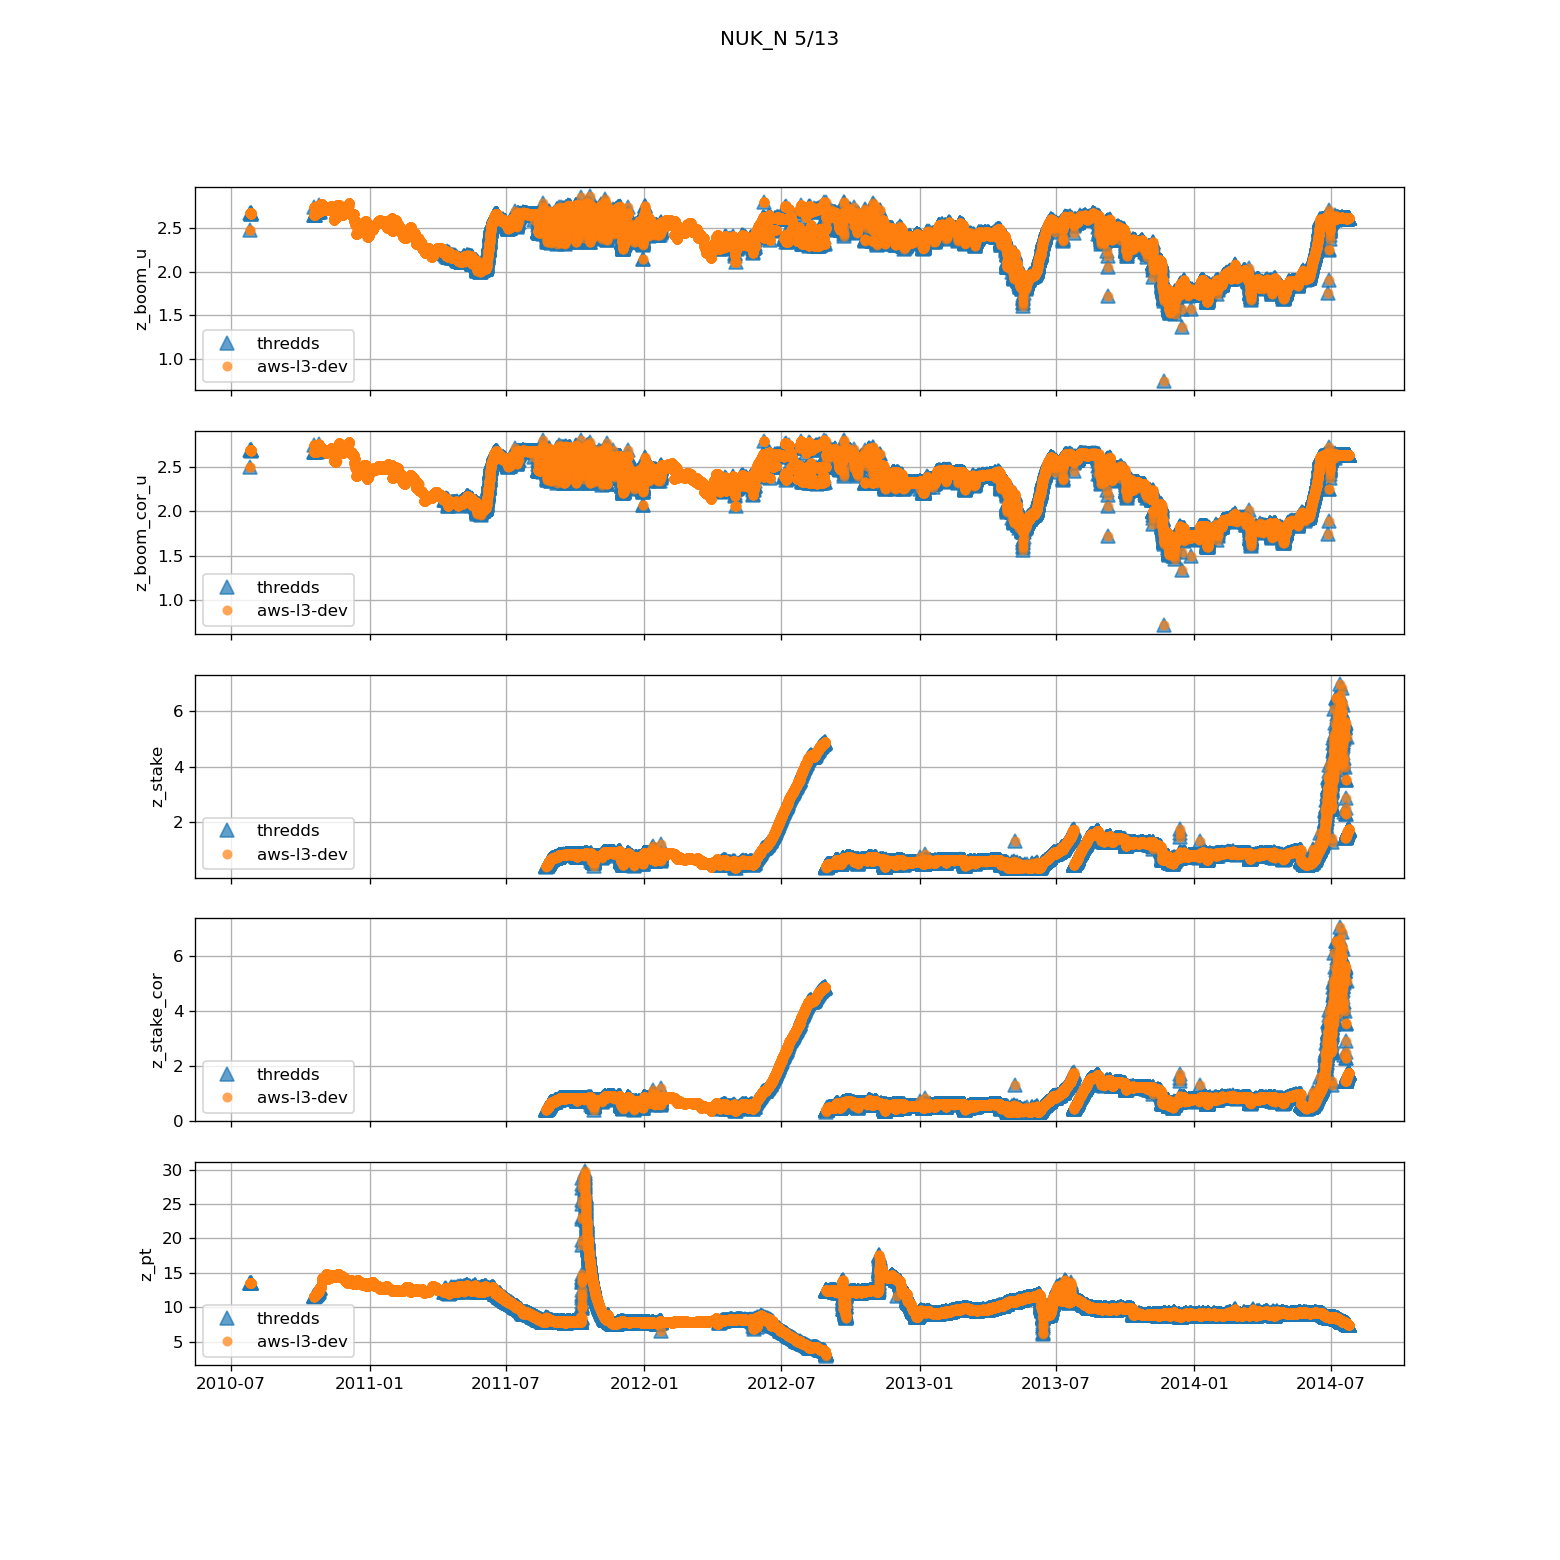 NUK_N 5/13
z_boom_u
2.5
2.0
1.5
1.0
thredds
aws-l3-dev
z_boom_cor_u
2.5
2.0
1.5
1.0
thredds
aws-l3-dev
z_stake
6
4
2
thredds
aws-l3-dev
z_stake_cor
6
4
2
0
thredds
aws-l3-dev
z_pt
30
25
20
15
10
5
thredds
aws-l3-dev
2010-07
2011-01
2011-07
2012-01
2012-07
2013-01
2013-07
2014-01
2014-07